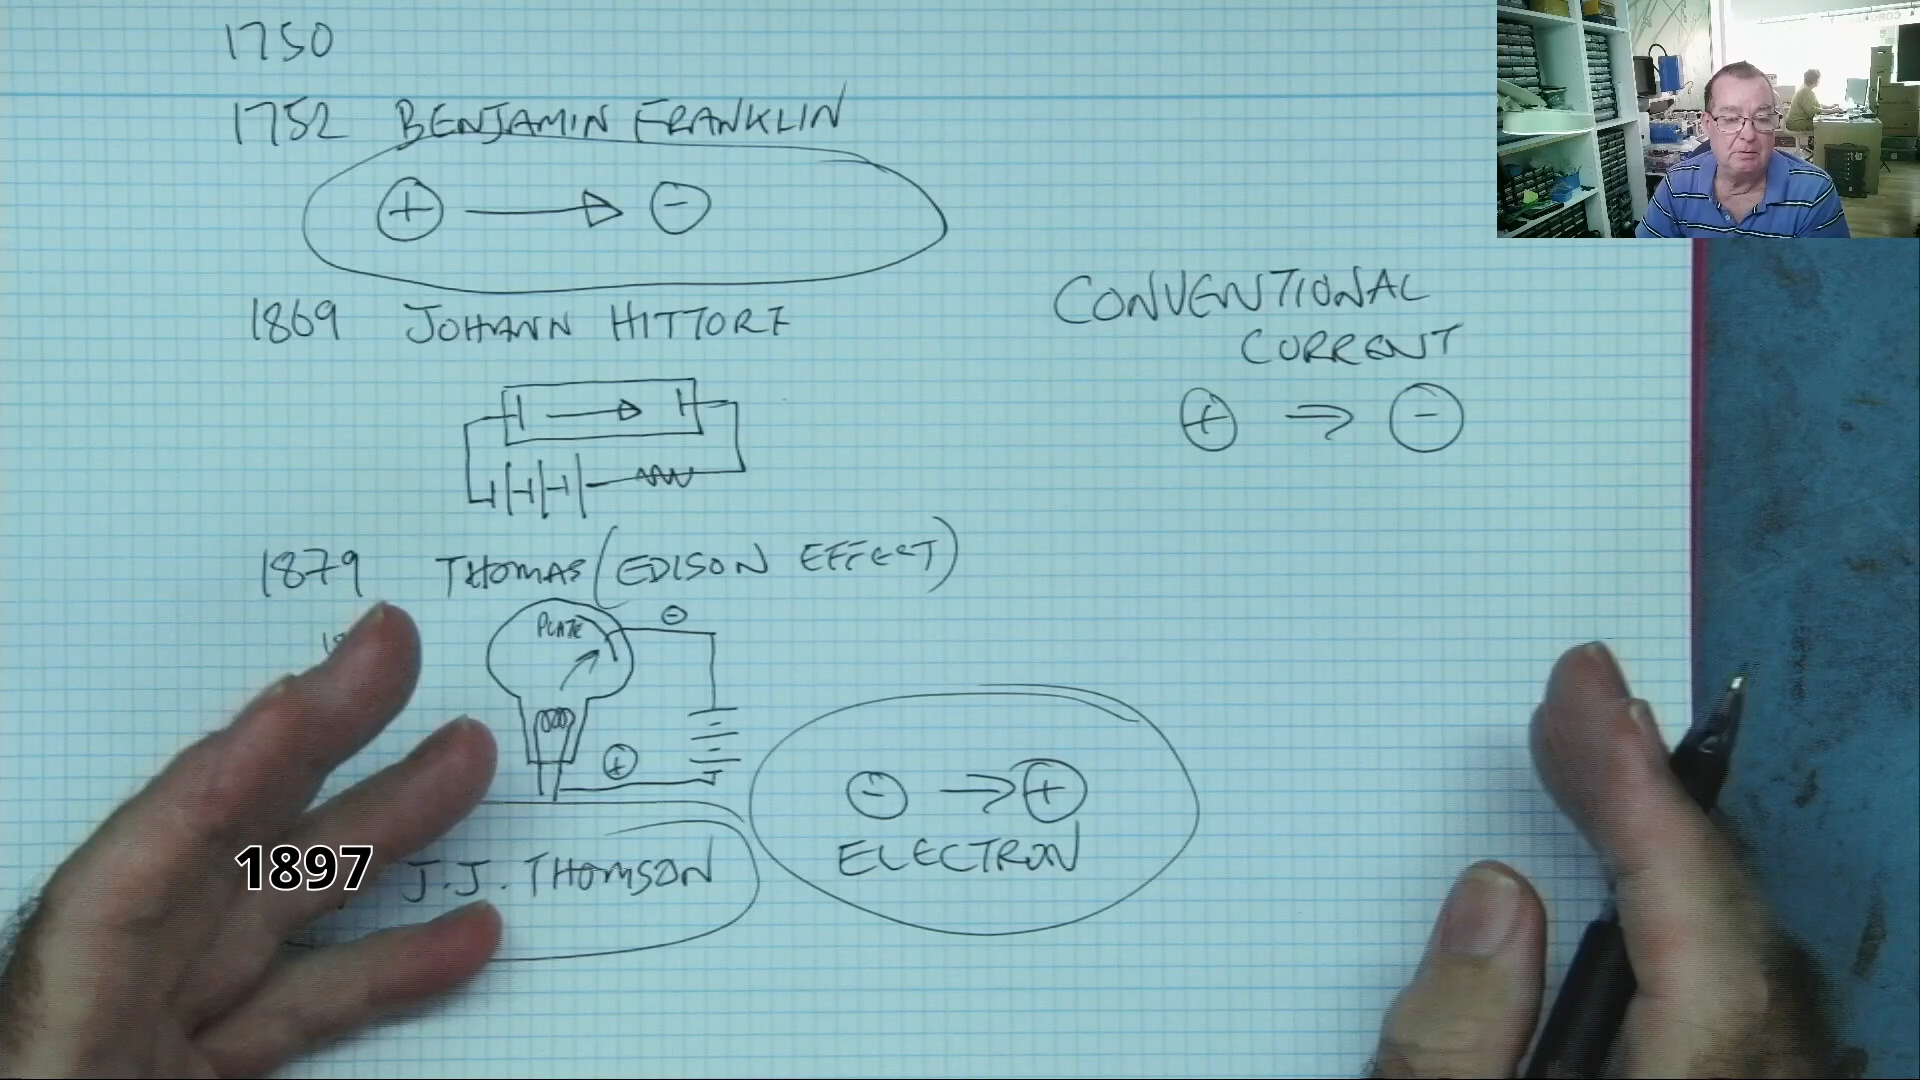 1750
1752 BENJAMIN FRANKLIN
+ → -
1869 JOHANN HITTORF
CONVENTIONAL
CURRENT
+ ⇒ -
1879 THOMAS (EDISON EFFECT)
PLATE
-
+
- → +
ELECTRON
1897 J.J. THOMSON